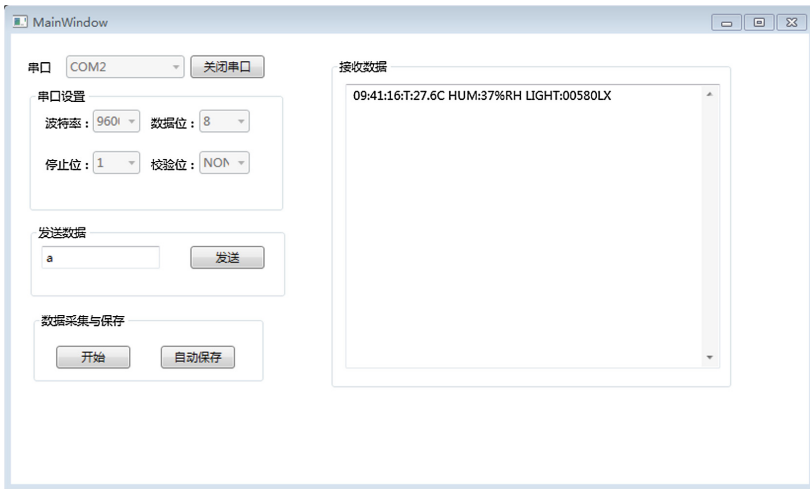 MainWindow
串口 COM2 关闭串口
串口设置
波特率： 960 数据位： 8
停止位： 1 校验位： NON
发送数据
a 发送
数据采集与保存
开始 自动保存
接收数据
09:41:16:T:27.6C HUM:37%RH LIGHT:00580LX